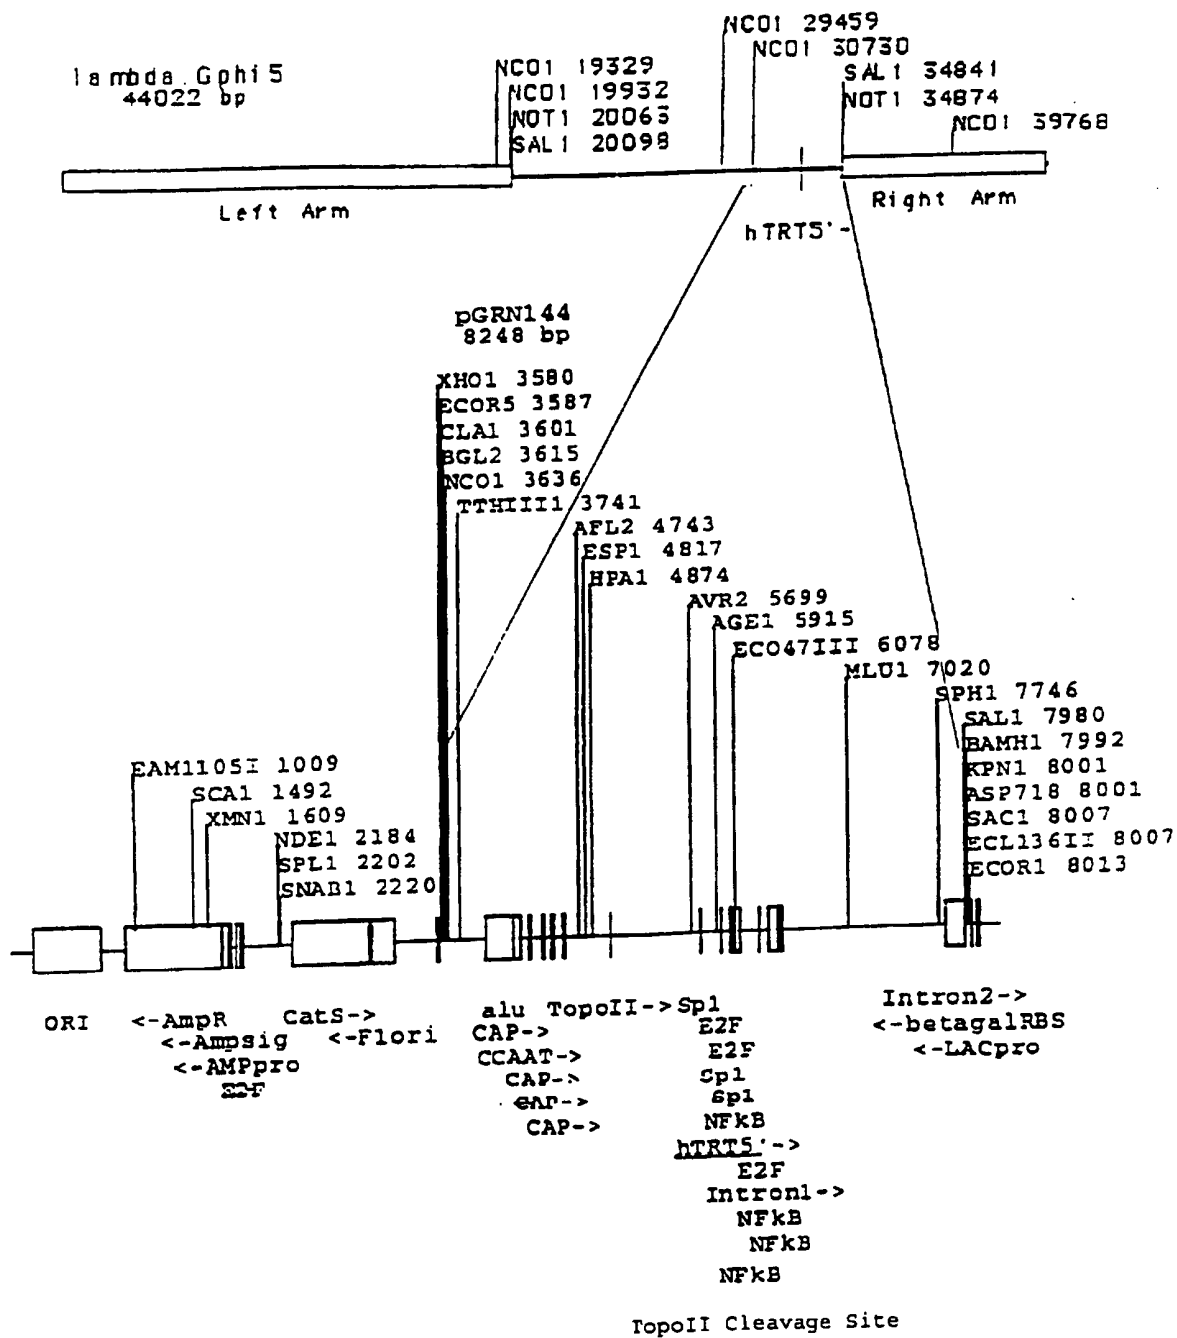 NCO1 29459
NCO1 30730
lambda Gphi5
44022 bp
NCO1 19329
NCO1 19932
NOT1 20063
SAL1 20098
SAL1 34841
NOT1 34874
NCO1 39768
Left Arm
Right Arm
hTRT5'-
pGRN144
8248 bp
XHO1 3580
ECOR5 3587
CLA1 3601
BGL2 3615
NCO1 3636
TTHIII1 3741
AFL2 4743
ESP1 4817
HPA1 4874
AVR2 5699
AGE1 5915
ECO47III 6078
MLU1 7020
SPH1 7746
SAL1 7980
BAMH1 7992
KPN1 8001
ASP718 8001
SAC1 8007
ECL136II 8007
ECOR1 8013
EAM1105I 1009
SCA1 1492
XMN1 1609
NDE1 2184
SPL1 2202
SNAB1 2220
ORI
<-AmpR
<-Ampsig
<-AMPpro
E2F
CatS->
<-Flori
alu TopoII->Sp1
CAP->
CCAAT->
CAP->
CAP->
CAP->
E2F
E2F
Sp1
Sp1
NFkB
hTRT5'->
E2F
Intron1->
NFkB
NFkB
NFkB
Intron2->
<-betagalRBS
<-LACpro
TopoII Cleavage Site